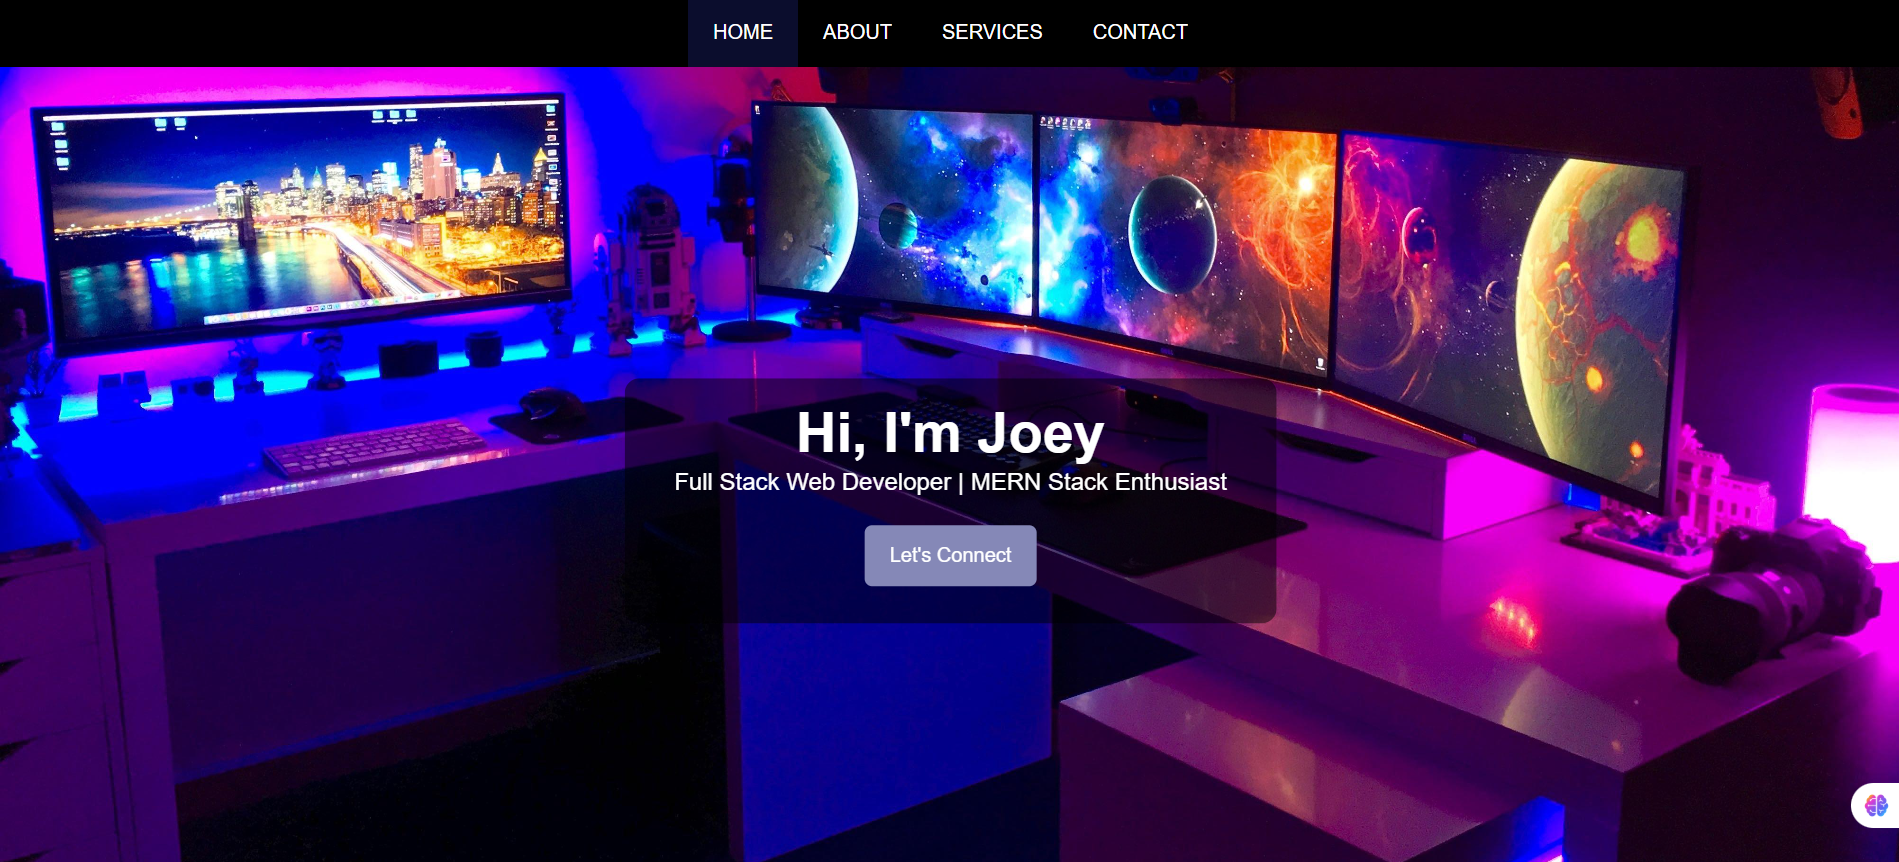 HOME ABOUT SERVICES CONTACT
Hi, I'm Joey
Full Stack Web Developer | MERN Stack Enthusiast
Let's Connect